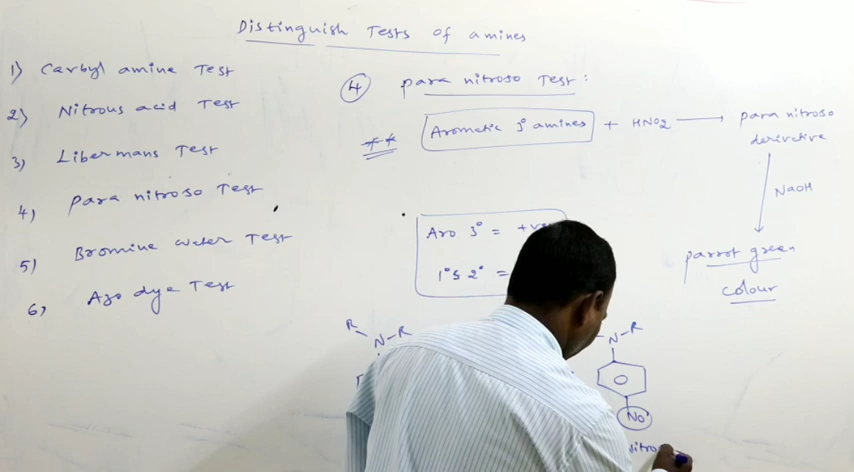 Distinguish Tests of amines
1) Carbyl amine Test
2) Nitrous acid Test
3) Libermans Test
4) Para nitroso Test
5) Bromine water Test
6) Azo dye Test
4 para nitroso Test:
** Aromatic 3° amines + HNO2 → para nitroso
derivative
NaOH
parrot green
colour
Aro 3° = +ve
1° & 2° =
R N R
N R
NO
nitro